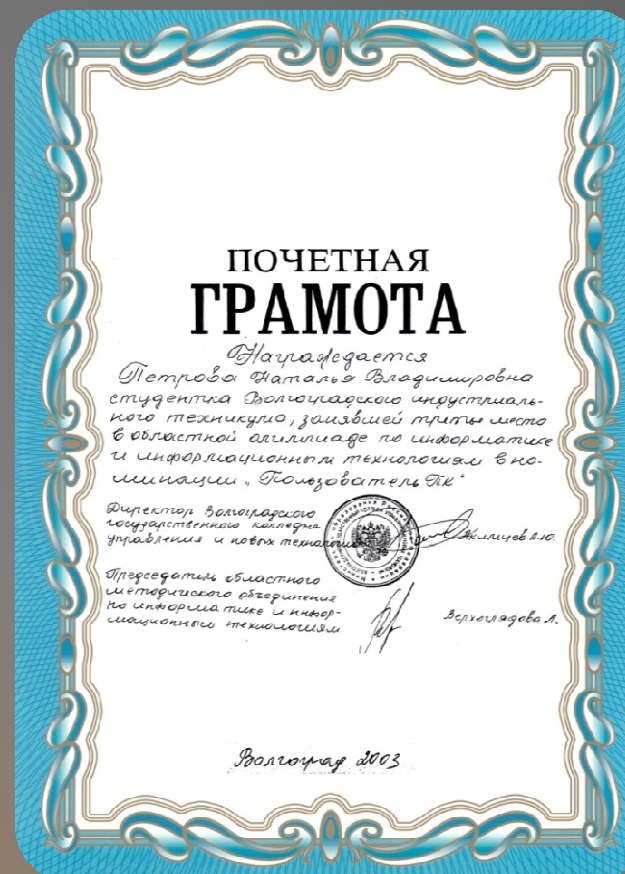 ПОЧЕТНАЯ
ГРАМОТА
Награждается
Петрова Наталья Владимировна
студентка Волгоградского индустриаль-
ного техникума, занявшей третье место
в областной олимпиаде по информатике
и информационным технологиям в но-
минации „Пользователь ПК“
Директор Волгоградского
государственного колледжа
управления и новых технологий
Председатель областного
методического объединения
по информатике и инфор-
мационным технологиям
Верхоглядова Л.
Волгоград 2003